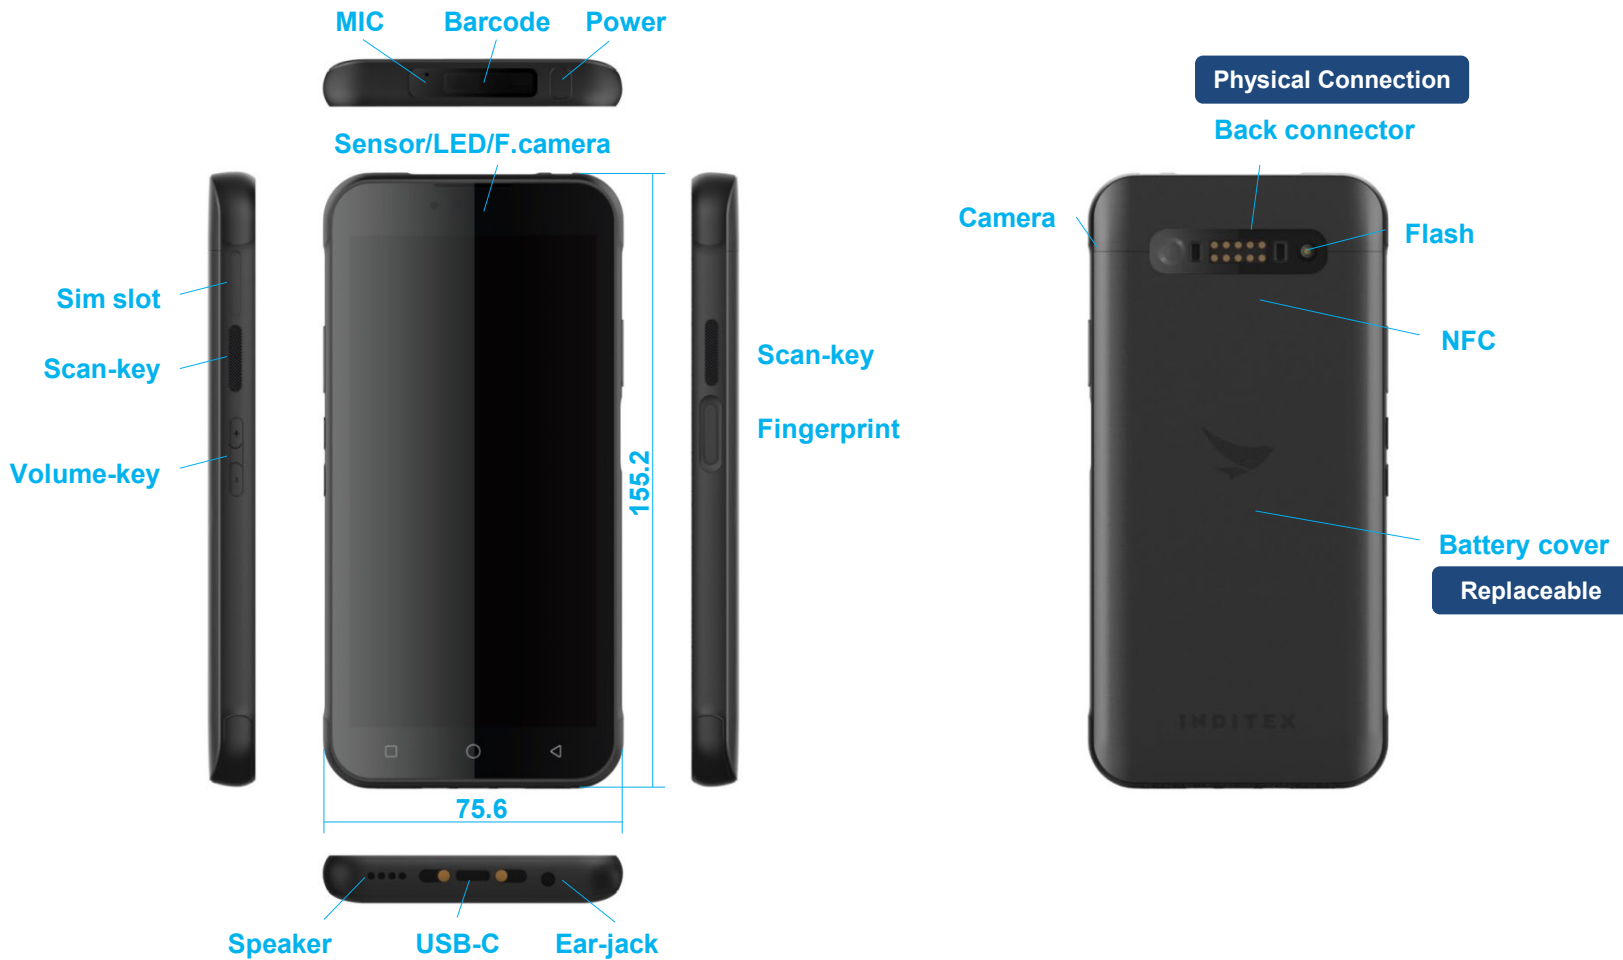 MIC
Barcode
Power
Physical Connection
Back connector
Sensor/LED/F.camera
Camera
Flash
Sim slot
Scan-key
Volume-key
Scan-key
Fingerprint
NFC
155.2
Battery cover
Replaceable
INDITEX
75.6
Speaker
USB-C
Ear-jack